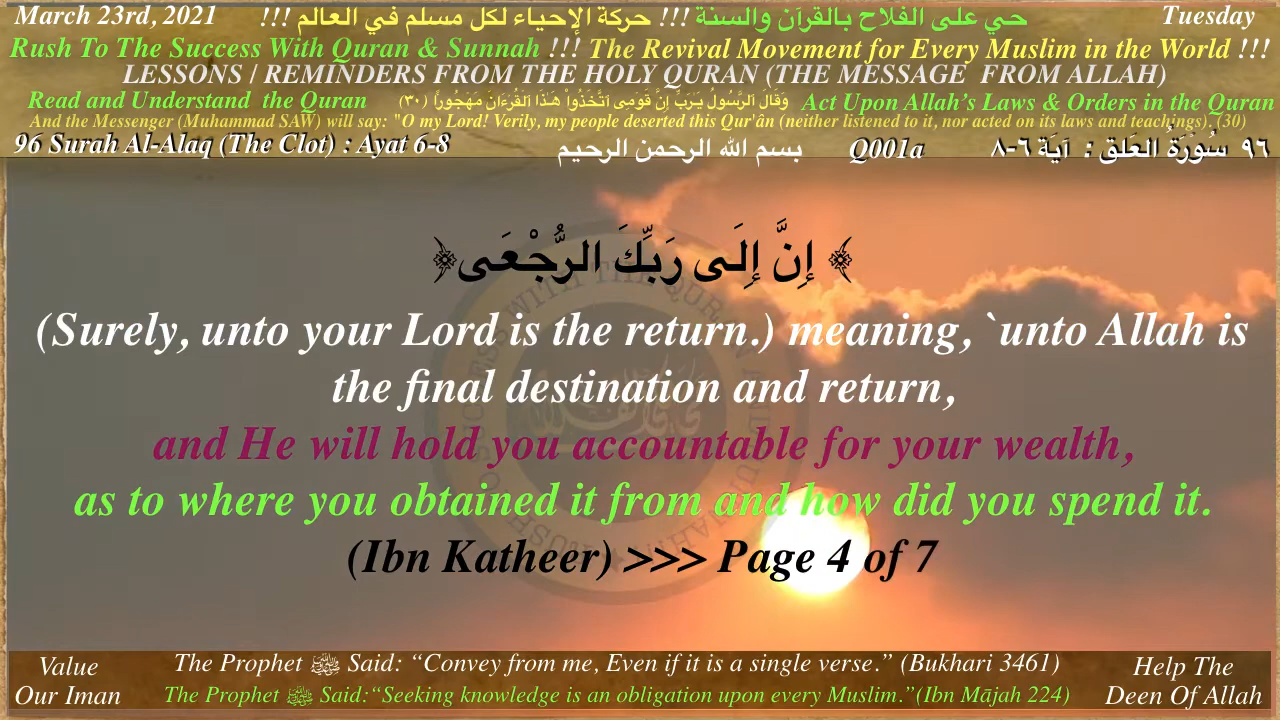 March 23rd, 2021 !!! حي على الفلاح بالقرآن والسنة !!! حركة الإحياء لكل مسلم في العالم Tuesday
Rush To The Success With Quran & Sunnah !!! The Revival Movement for Every Muslim in the World !!!
LESSONS / REMINDERS FROM THE HOLY QURAN (THE MESSAGE FROM ALLAH)
Read and Understand the Quran وَقَالَ ٱلرَّسُولُ يَـٰرَبِّ إِنَّ قَوْمِى ٱتَّخَذُواْ هَـٰذَا ٱلْقُرْءَانَ مَهْجُورًا (٣٠) Act Upon Allah's Laws & Orders in the Quran
And the Messenger (Muhammad SAW) will say: "O my Lord! Verily, my people deserted this Qur'ân (neither listened to it, nor acted on its laws and teachings). (30)
96 Surah Al-Alaq (The Clot) : Ayat 6-8 بسم الله الرحمن الرحيم Q001a ٩٦ سُورَةُ العَلَق : آيَة ٦-٨
﴿إِنَّ إِلَى رَبِّكَ الرُّجْعَى﴾
(Surely, unto your Lord is the return.) meaning, `unto Allah is
the final destination and return,
and He will hold you accountable for your wealth,
as to where you obtained it from and how did you spend it.
(Ibn Katheer) >>> Page 4 of 7
Value The Prophet ﷺ Said: “Convey from me, Even if it is a single verse.” (Bukhari 3461) Help The
Our Iman The Prophet ﷺ Said:“Seeking knowledge is an obligation upon every Muslim.”(Ibn Mājah 224) Deen Of Allah